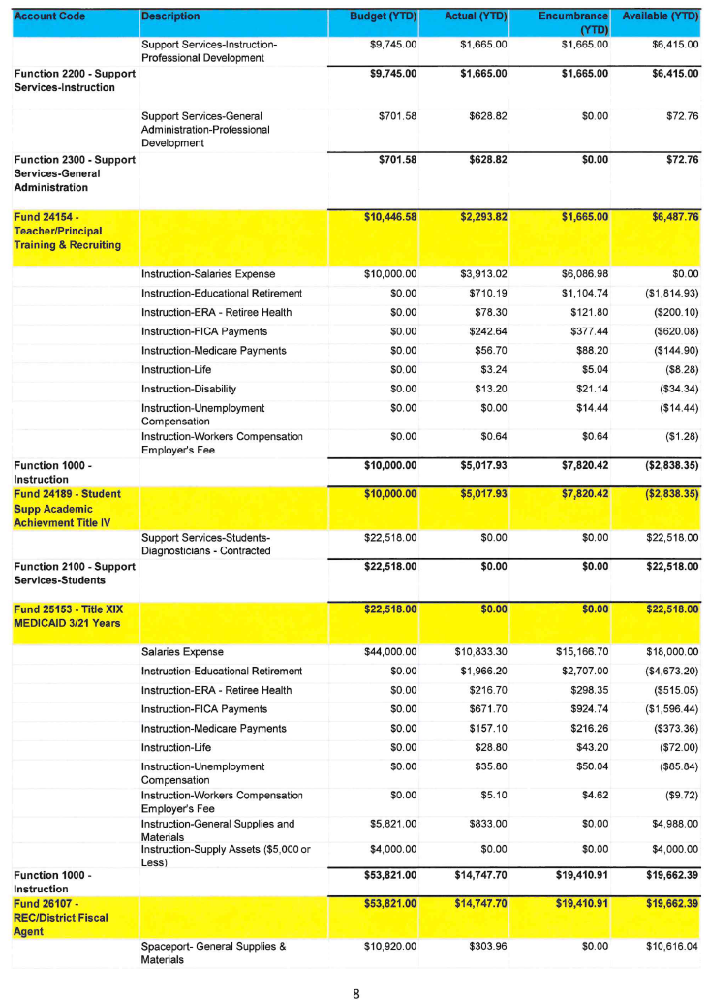 Account Code Description Budget (YTD) Actual (YTD) Encumbrance (YTD) Available (YTD)
Support Services-Instruction- $9,745.00 $1,665.00 $1,665.00 $6,415.00
Professional Development
Function 2200 - Support $9,745.00 $1,665.00 $1,665.00 $6,415.00
Services-Instruction
Support Services-General $701.58 $628.82 $0.00 $72.76
Administration-Professional
Development
Function 2300 - Support $701.58 $628.82 $0.00 $72.76
Services-General
Administration
Fund 24154 - $10,446.58 $2,293.82 $1,665.00 $6,487.76
Teacher/Principal
Training & Recruiting
Instruction-Salaries Expense $10,000.00 $3,913.02 $6,086.98 $0.00
Instruction-Educational Retirement $0.00 $710.19 $1,104.74 ($1,814.93)
Instruction-ERA - Retiree Health $0.00 $78.30 $121.80 ($200.10)
Instruction-FICA Payments $0.00 $242.64 $377.44 ($620.08)
Instruction-Medicare Payments $0.00 $56.70 $88.20 ($144.90)
Instruction-Life $0.00 $3.24 $5.04 ($8.28)
Instruction-Disability $0.00 $13.20 $21.14 ($34.34)
Instruction-Unemployment $0.00 $0.00 $14.44 ($14.44)
Compensation
Instruction-Workers Compensation $0.00 $0.64 $0.64 ($1.28)
Employer's Fee
Function 1000 - $10,000.00 $5,017.93 $7,820.42 ($2,838.35)
Instruction
Fund 24189 - Student $10,000.00 $5,017.93 $7,820.42 ($2,838.35)
Supp Academic
Achievment Title IV
Support Services-Students- $22,518.00 $0.00 $0.00 $22,518.00
Diagnosticians - Contracted
Function 2100 - Support $22,518.00 $0.00 $0.00 $22,518.00
Services-Students
Fund 25153 - Title XIX $22,518.00 $0.00 $0.00 $22,518.00
MEDICAID 3/21 Years
Salaries Expense $44,000.00 $10,833.30 $15,166.70 $18,000.00
Instruction-Educational Retirement $0.00 $1,966.20 $2,707.00 ($4,673.20)
Instruction-ERA - Retiree Health $0.00 $216.70 $298.35 ($515.05)
Instruction-FICA Payments $0.00 $671.70 $924.74 ($1,596.44)
Instruction-Medicare Payments $0.00 $157.10 $216.26 ($373.36)
Instruction-Life $0.00 $28.80 $43.20 ($72.00)
Instruction-Unemployment $0.00 $35.80 $50.04 ($85.84)
Compensation
Instruction-Workers Compensation $0.00 $5.10 $4.62 ($9.72)
Employer's Fee
Instruction-General Supplies and $5,821.00 $833.00 $0.00 $4,988.00
Materials
Instruction-Supply Assets ($5,000 or $4,000.00 $0.00 $0.00 $4,000.00
Less)
Function 1000 - $53,821.00 $14,747.70 $19,410.91 $19,662.39
Instruction
Fund 26107 - $53,821.00 $14,747.70 $19,410.91 $19,662.39
REC/District Fiscal
Agent
Spaceport- General Supplies & $10,920.00 $303.96 $0.00 $10,616.04
Materials
8